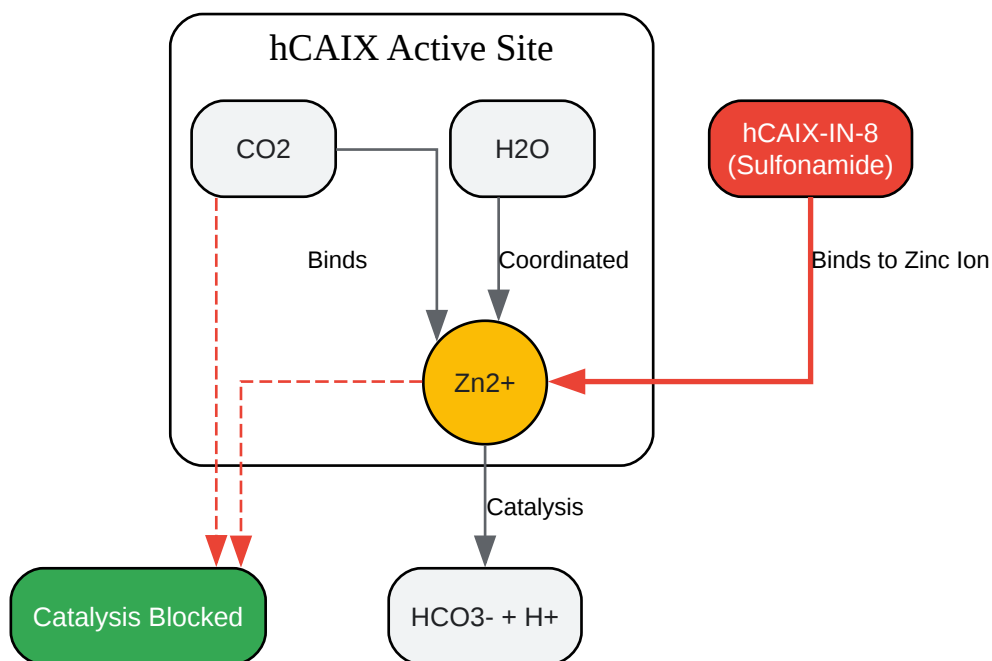 hCAIX Active Site
CO2
H2O
hCAIX-IN-8
(Sulfonamide)
Binds
Coordinated
Binds to Zinc Ion
Zn2+
Catalysis
Catalysis Blocked
HCO3- + H+